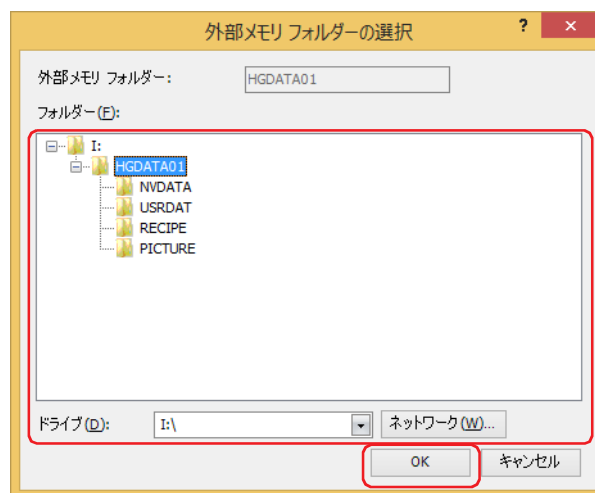 外部メモリ フォルダーの選択
? ×
外部メモリ フォルダー: HGDATA01
フォルダー(F):
I:
HGDATA01
NVDATA
USRDAT
RECIPE
PICTURE
ドライブ(D): I:\ ネットワーク(W)...
OK キャンセル